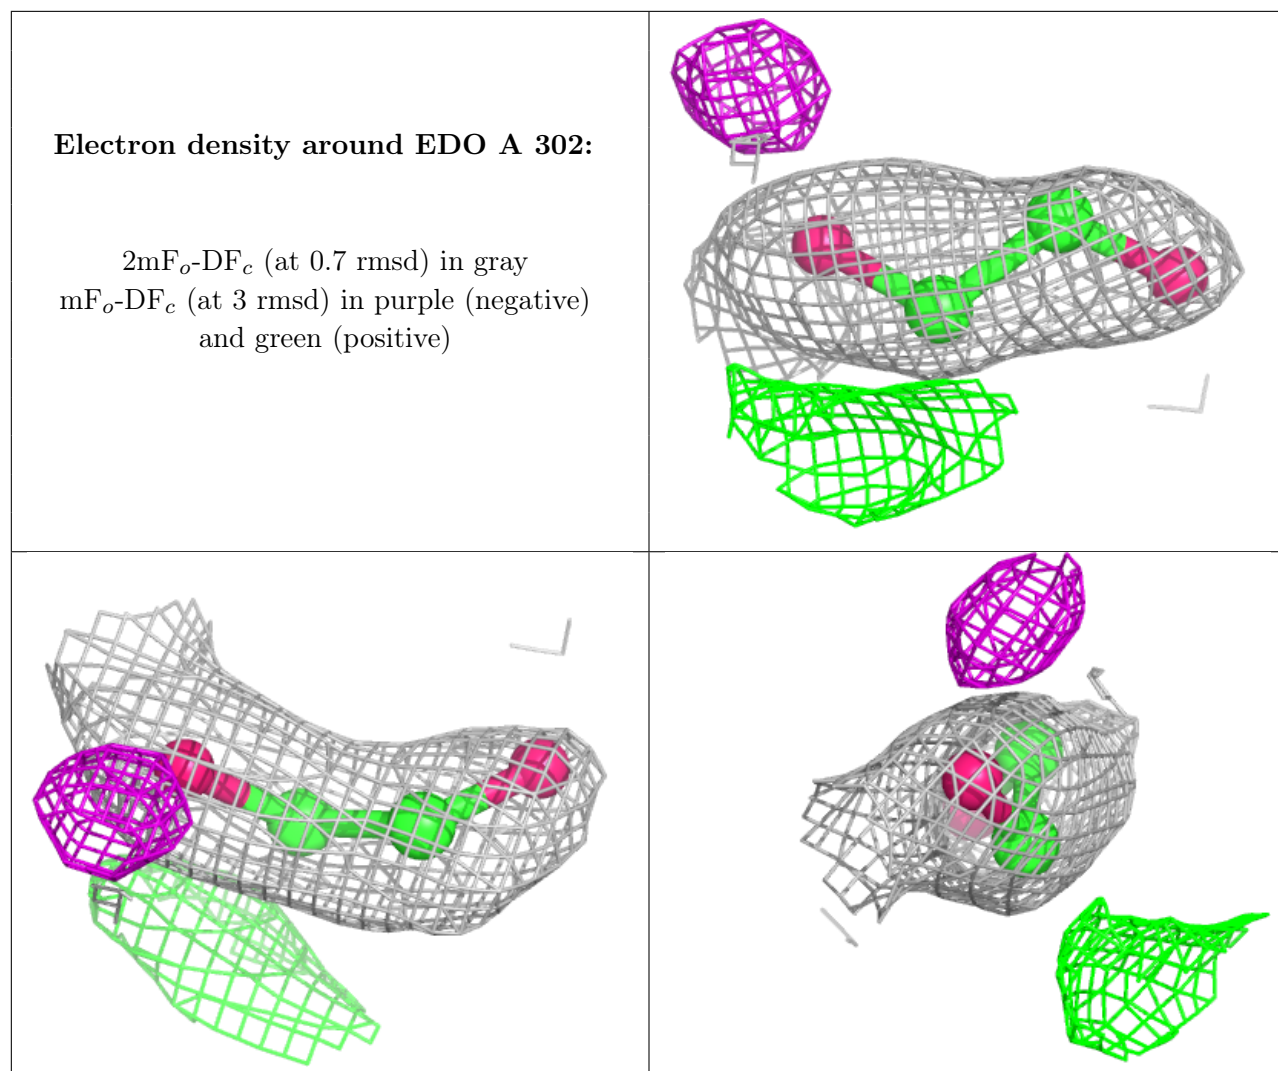 Electron density around EDO A 302:
2mF$_o$-DF$_c$ (at 0.7 rmsd) in gray
mF$_o$-DF$_c$ (at 3 rmsd) in purple (negative)
and green (positive)